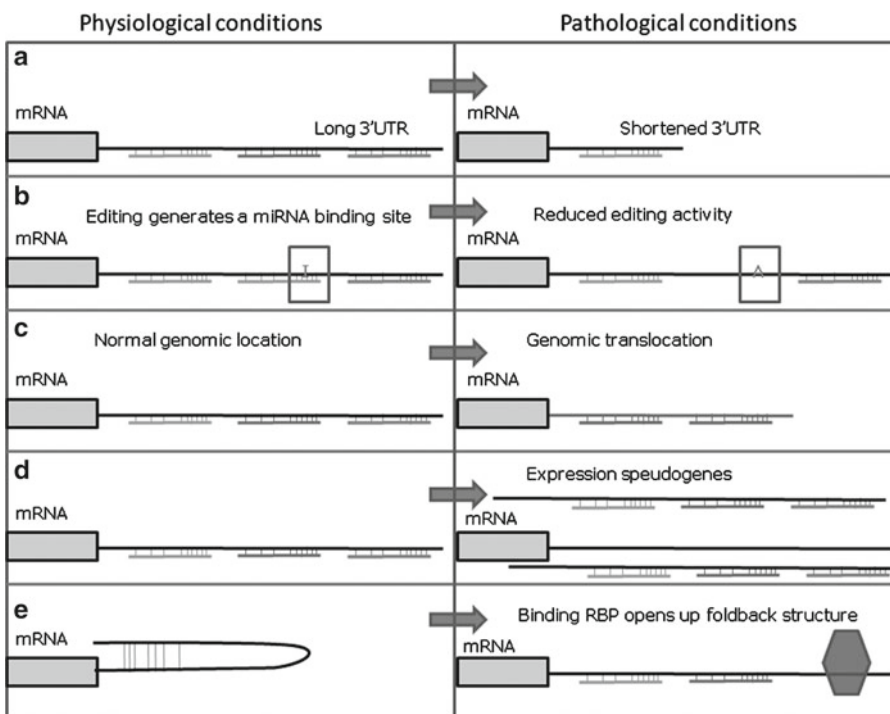 Physiological conditions
Pathological conditions
a
mRNA
Long 3'UTR
mRNA
Shortened 3'UTR
b
Editing generates a miRNA binding site
mRNA
I
Reduced editing activity
mRNA
A
c
Normal genomic location
mRNA
Genomic translocation
mRNA
d
mRNA
Expression speudogenes
mRNA
e
mRNA
Binding RBP opens up foldback structure
mRNA